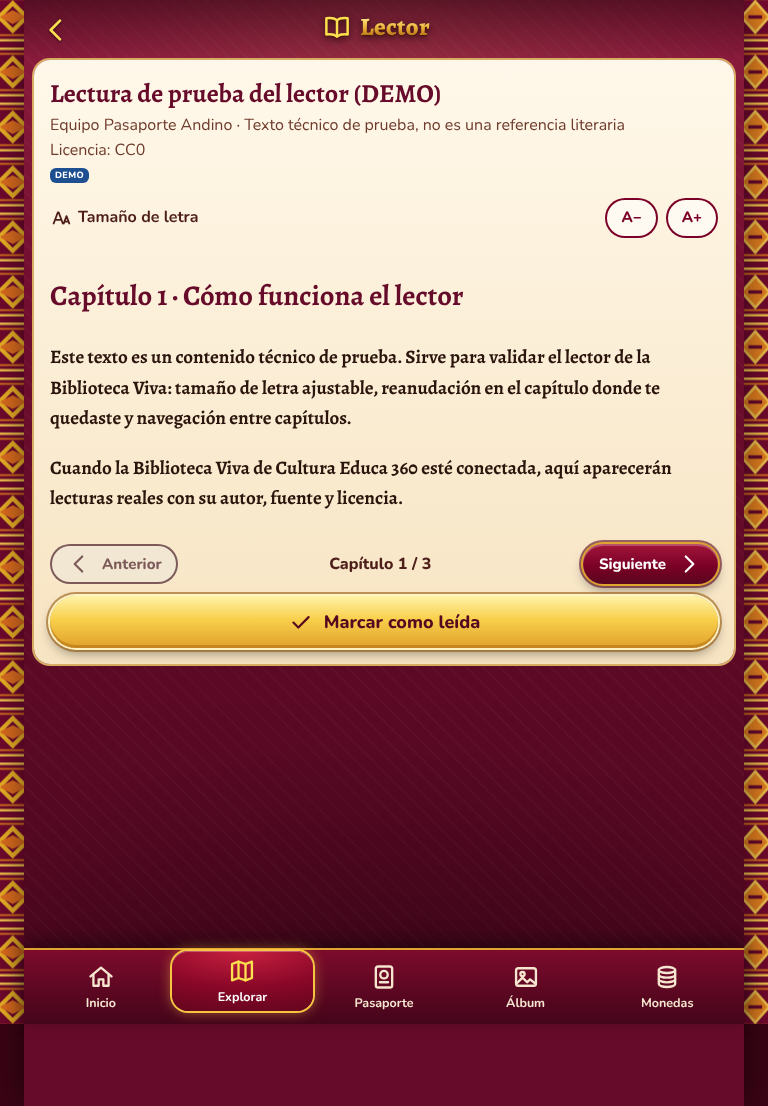 Lector
Lectura de prueba del lector (DEMO)
Equipo Pasaporte Andino · Texto técnico de prueba, no es una referencia literaria
Licencia: CC0
DEMO
Tamaño de letra
A−
A+
Capítulo 1 · Cómo funciona el lector
Este texto es un contenido técnico de prueba. Sirve para validar el lector de la
Biblioteca Viva: tamaño de letra ajustable, reanudación en el capítulo donde te
quedaste y navegación entre capítulos.
Cuando la Biblioteca Viva de Cultura Educa 360 esté conectada, aquí aparecerán
lecturas reales con su autor, fuente y licencia.
Anterior
Capítulo 1 / 3
Siguiente
Marcar como leída
Inicio
Explorar
Pasaporte
Álbum
Monedas